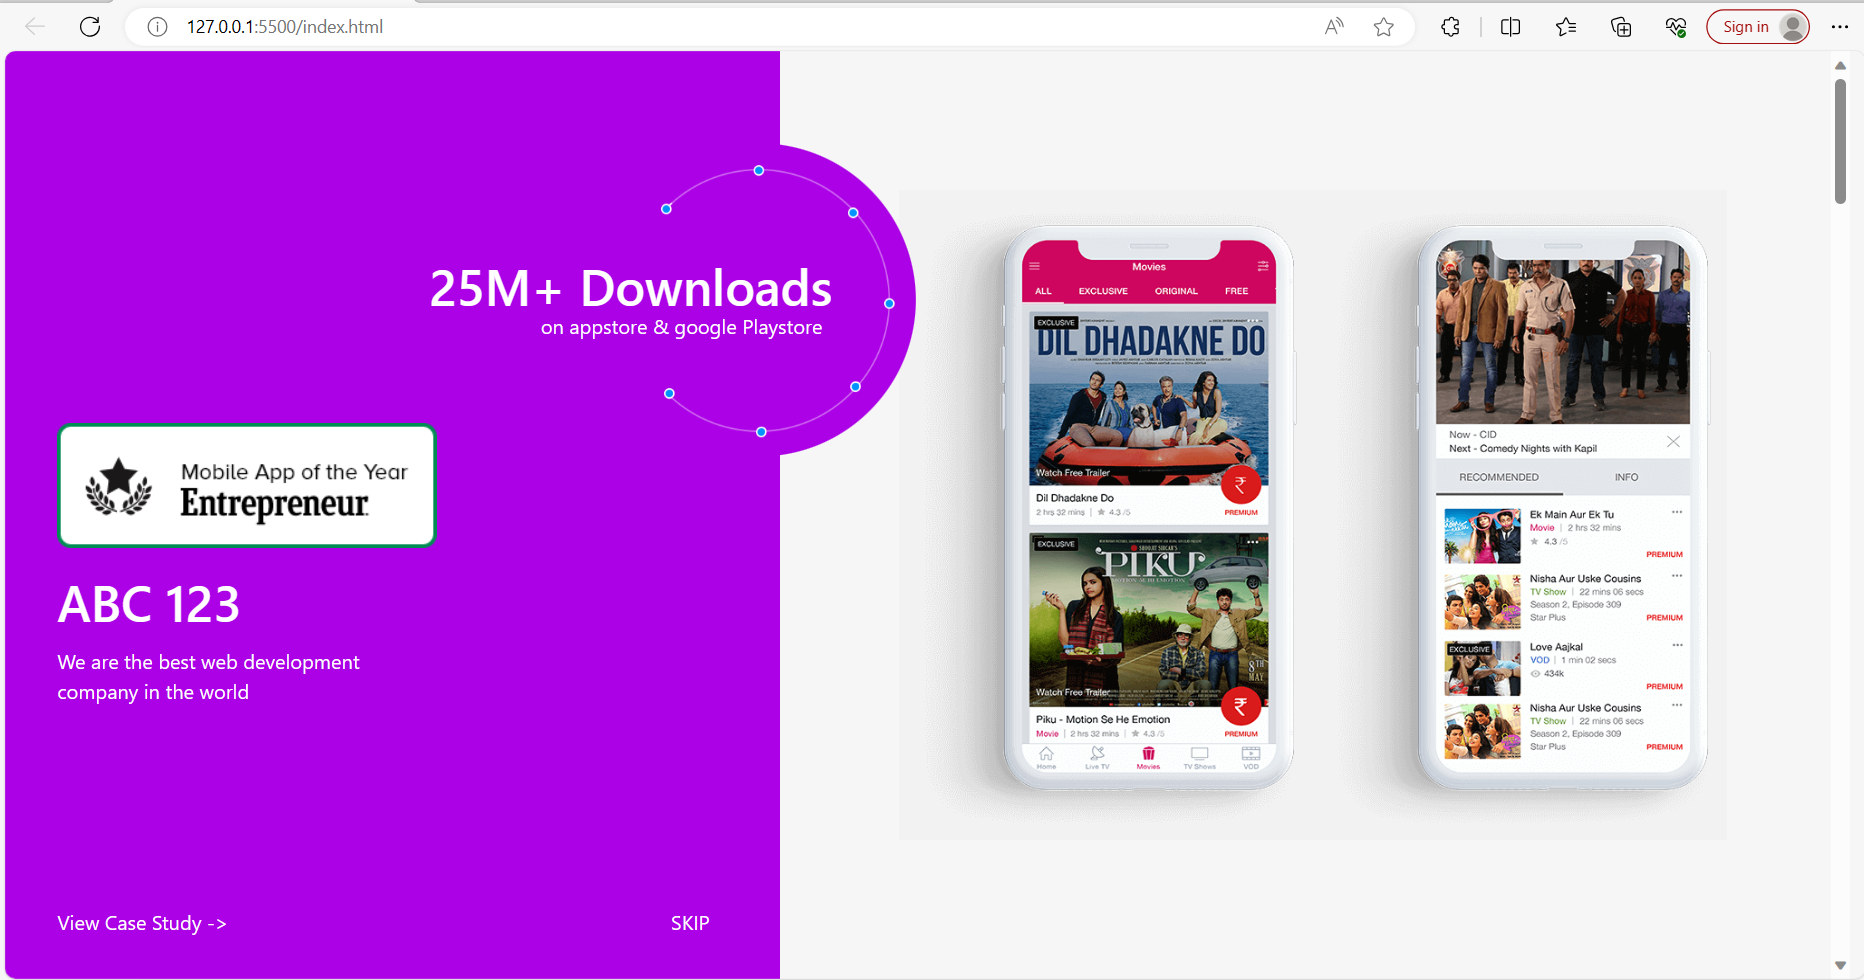 127.0.0.1:5500/index.html
Sign in
25M+ Downloads
on appstore & google Playstore
Mobile App of the Year
Entrepreneur
ABC 123
We are the best web development
company in the world
View Case Study ->
SKIP
Movies
ALL EXCLUSIVE ORIGINAL FREE
EXCLUSIVE
DIL DHADAKNE DO
Watch Free Trailer
₹
Dil Dhadakne Do
2 hrs 32 mins | ★ 4.3 /5
PREMIUM
EXCLUSIVE
PIKU
MOTION SE HI EMOTION
8TH
MAY
Watch Free Trailer
₹
Piku - Motion Se He Emotion
Movie | 2 hrs 32 mins | ★ 4.3 /5
PREMIUM
Home Live TV Movies TV Shows VOD
Now - CID
Next - Comedy Nights with Kapil
RECOMMENDED INFO
Ek Main Aur Ek Tu
Movie | 2 hrs 32 mins
★ 4.3 /5
PREMIUM
Nisha Aur Uske Cousins
TV Show | 22 mins 06 secs
Season 2, Episode 309
Star Plus
PREMIUM
EXCLUSIVE
Love Aajkal
VOD | 1 min 02 secs
434k
PREMIUM
Nisha Aur Uske Cousins
TV Show | 22 mins 06 secs
Season 2, Episode 309
Star Plus
PREMIUM